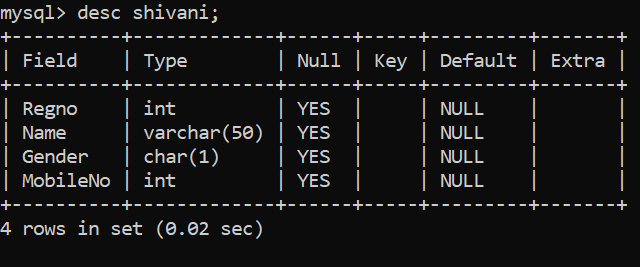 mysql> desc shivani;
+----------+-------------+------+-----+---------+-------+
| Field    | Type        | Null | Key | Default | Extra |
+----------+-------------+------+-----+---------+-------+
| Regno    | int         | YES  |     | NULL    |       |
| Name     | varchar(50) | YES  |     | NULL    |       |
| Gender   | char(1)     | YES  |     | NULL    |       |
| MobileNo | int         | YES  |     | NULL    |       |
+----------+-------------+------+-----+---------+-------+
4 rows in set (0.02 sec)